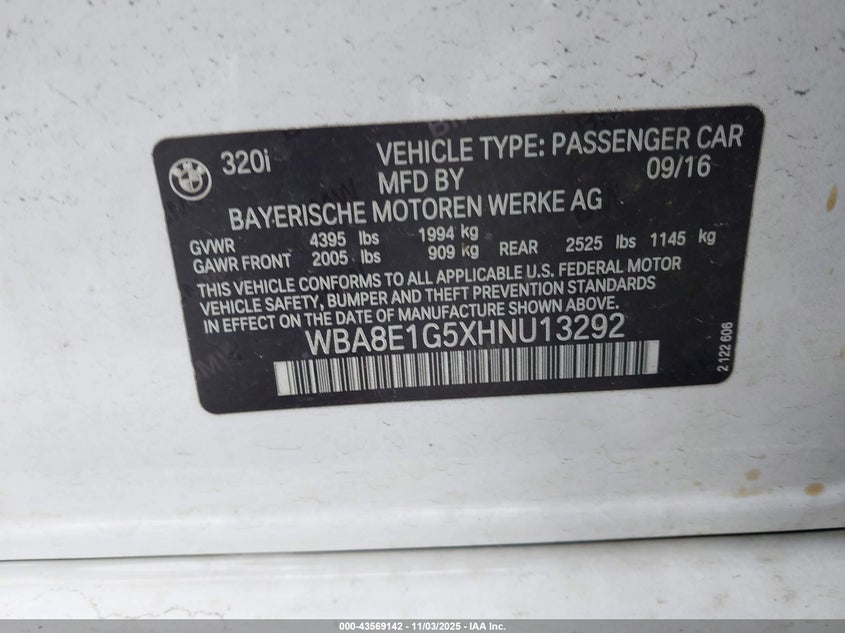 320i VEHICLE TYPE: PASSENGER CAR
MFD BY 09/16
BAYERISCHE MOTOREN WERKE AG
GVWR 4395 lbs 1994 kg
GAWR FRONT 2005 lbs 909 kg REAR 2525 lbs 1145 kg
THIS VEHICLE CONFORMS TO ALL APPLICABLE U.S. FEDERAL MOTOR
VEHICLE SAFETY, BUMPER AND THEFT PREVENTION STANDARDS
IN EFFECT ON THE DATE OF MANUFACTURE SHOWN ABOVE.
WBA8E1G5XHNU13292
2 122 606
000-43569142 - 11/03/2025 - IAA Inc.